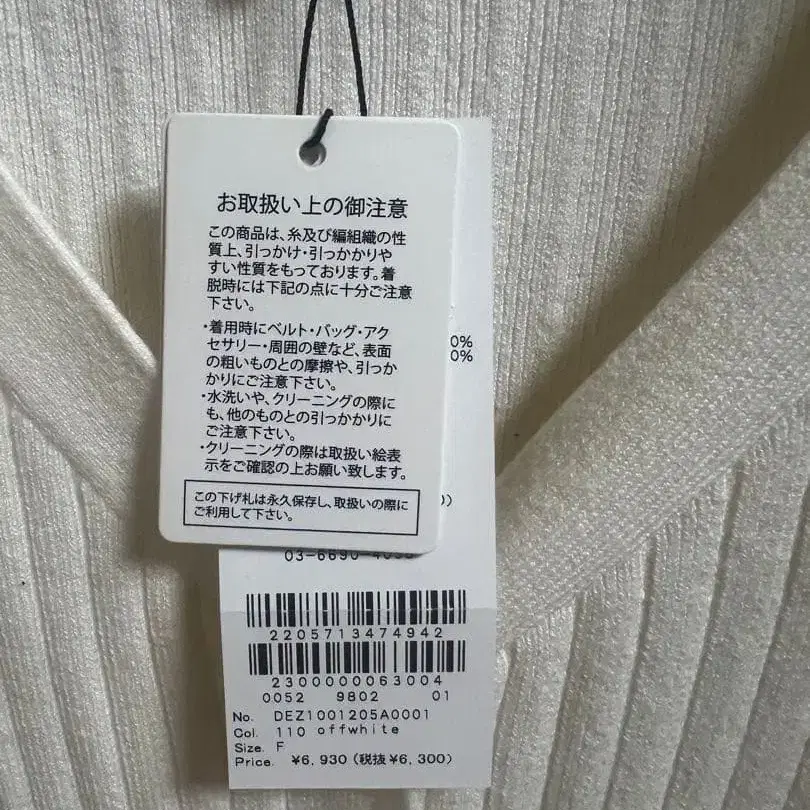 お取扱い上の御注意
この商品は、糸及び編組織の性
質上、引っかけ・引っかかりや
すい性質をもっております。着
脱時には下記の点に十分ご注意
下さい。
・着用時にベルト・バッグ・アク
セサリー・周囲の壁など、表面
の粗いものとの摩擦や、引っか
かりにご注意下さい。
・水洗いや、クリーニングの際に
も、他のものとの引っかかりに
ご注意下さい。
・クリーニングの際は取扱い絵表
示をご確認の上お願い致します。
この下げ札は永久保存し、取扱いの際に
ご利用して下さい。
0%
0%
2205713474942
2300000063004
0052 9802 01
No. DEZ1001205A0001
Col. 110 offwhite
Size. F
Price. ¥6,930 (税抜¥6,300)